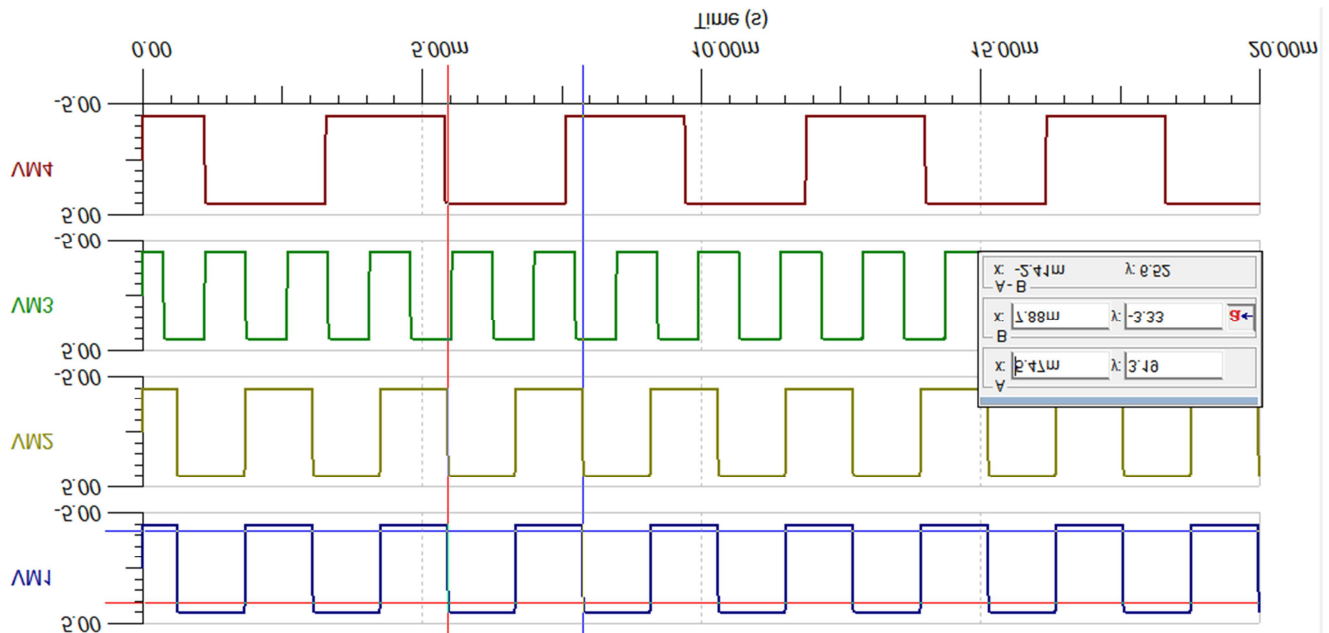 5.00
VM1
-5.00
5.00
VM2
-5.00
A
x: 5.47m y: 3.19
B
x: 7.88m y: -3.33 a
A - B
x: -2.41m y: 6.52
5.00
VM3
-5.00
5.00
VM4
-5.00
0.00 5.00m 10.00m 15.00m 20.00m
Time (s)